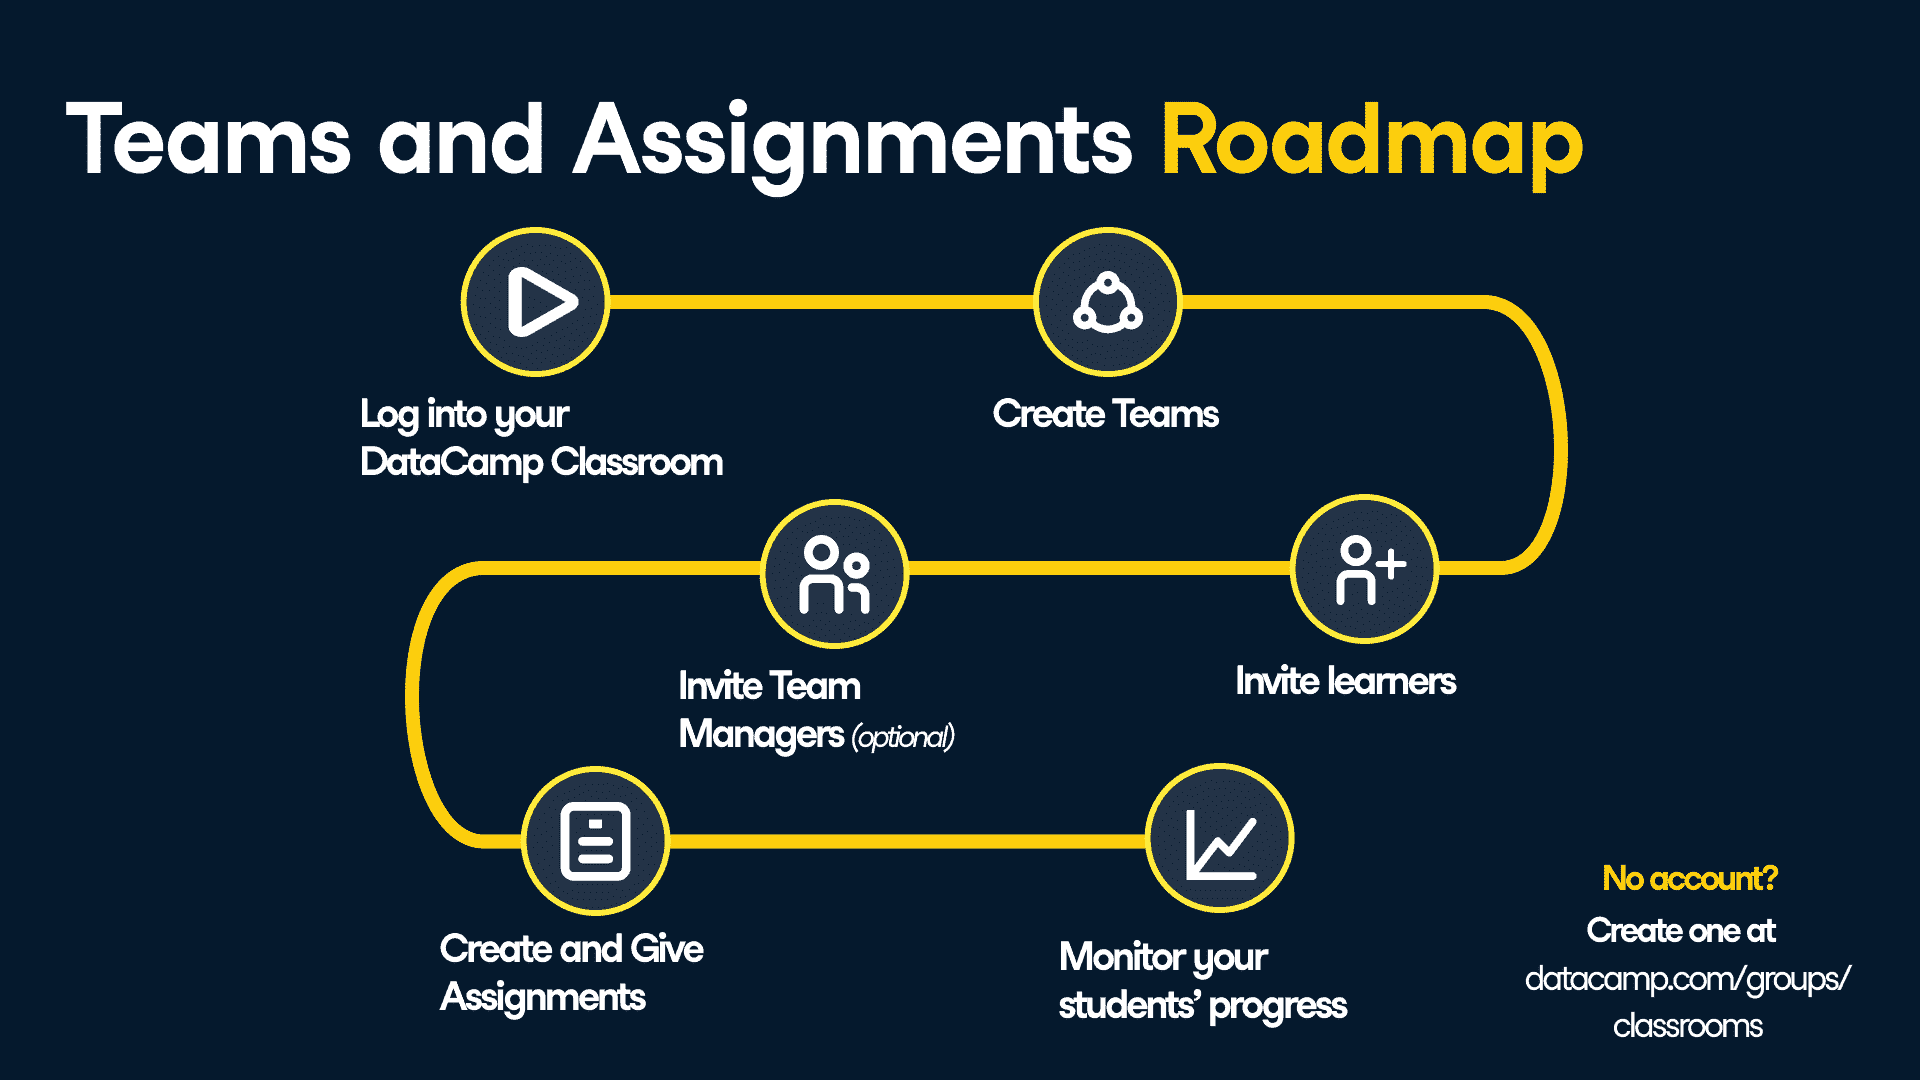 Teams and Assignments Roadmap
Log into your
DataCamp Classroom
Create Teams
Invite learners
Invite Team
Managers (optional)
Create and Give
Assignments
Monitor your
students’ progress
No account?
Create one at
datacamp.com/groups/
classrooms